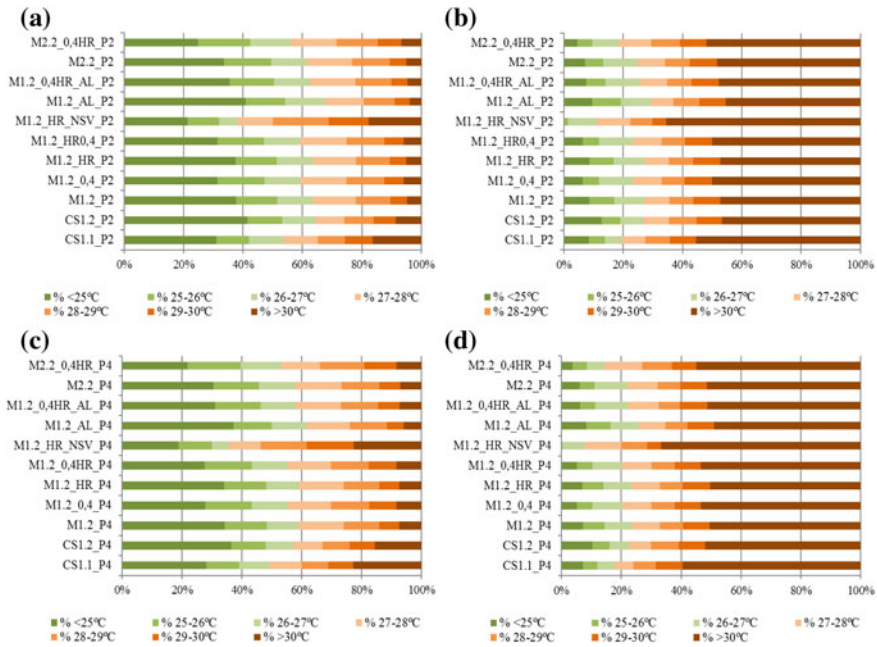 (a)
M2.2_0,4HR_P2
M2.2_P2
M1.2_0,4HR_AL_P2
M1.2_AL_P2
M1.2_HR_NSV_P2
M1.2_HR0,4_P2
M1.2_HR_P2
M1.2_0,4_P2
M1.2_P2
CS1.2_P2
CS1.1_P2
0% 20% 40% 60% 80% 100%
% <25ºC % 25-26ºC % 26-27ºC % 27-28ºC
% 28-29ºC % 29-30ºC % >30ºC
(b)
M2.2_0,4HR_P2
M2.2_P2
M1.2_0,4HR_AL_P2
M1.2_AL_P2
M1.2_HR_NSV_P2
M1.2_HR0,4_P2
M1.2_HR_P2
M1.2_0,4_P2
M1.2_P2
CS1.2_P2
CS1.1_P2
0% 20% 40% 60% 80% 100%
% <25ºC % 25-26ºC % 26-27ºC % 27-28ºC
% 28-29ºC % 29-30ºC % >30ºC
(c)
M2.2_0,4HR_P4
M2.2_P4
M1.2_0,4HR_AL_P4
M1.2_AL_P4
M1.2_HR_NSV_P4
M1.2_0,4HR_P4
M1.2_HR_P4
M1.2_0,4_P4
M1.2_P4
CS1.2_P4
CS1.1_P4
0% 20% 40% 60% 80% 100%
% <25ºC % 25-26ºC % 26-27ºC % 27-28ºC
% 28-29ºC % 29-30ºC % >30ºC
(d)
M2.2_0,4HR_P4
M2.2_P4
M1.2_0,4HR_AL_P4
M1.2_AL_P4
M1.2_HR_NSV_P4
M1.2_0,4HR_P4
M1.2_HR_P4
M1.2_0,4_P4
M1.2_P4
CS1.2_P4
CS1.1_P4
0% 20% 40% 60% 80% 100%
% <25ºC % 25-26ºC % 26-27ºC % 27-28ºC
% 28-29ºC % 29-30ºC % >30ºC